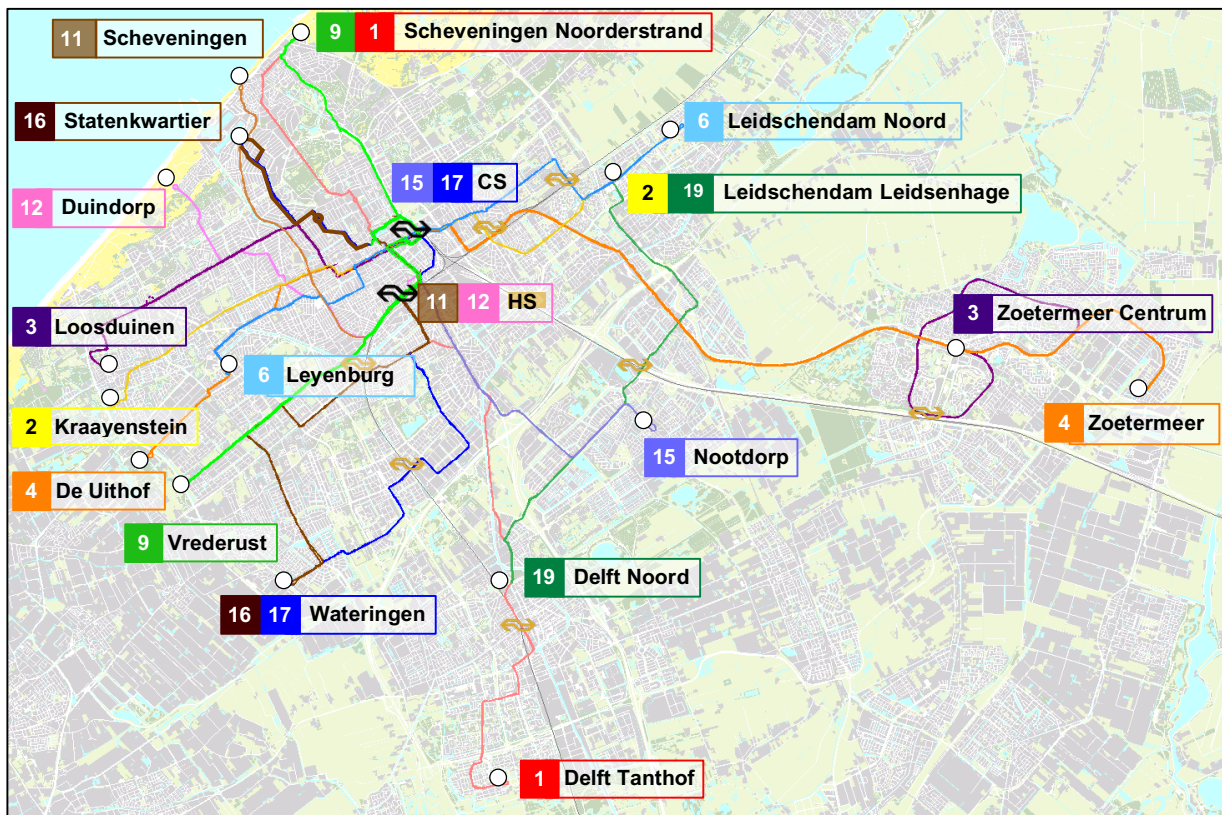 11 Scheveningen
9 1 Scheveningen Noorderstrand
16 Statenkwartier
6 Leidschendam Noord
15 17 CS
12 Duindorp
2 19 Leidschendam Leidsenhage
11 12 HS
3 Loosduinen
3 Zoetermeer Centrum
6 Leyenburg
2 Kraayenstein
4 Zoetermeer
15 Nootdorp
4 De Uithof
9 Vrederust
19 Delft Noord
16 17 Wateringen
1 Delft Tanthof